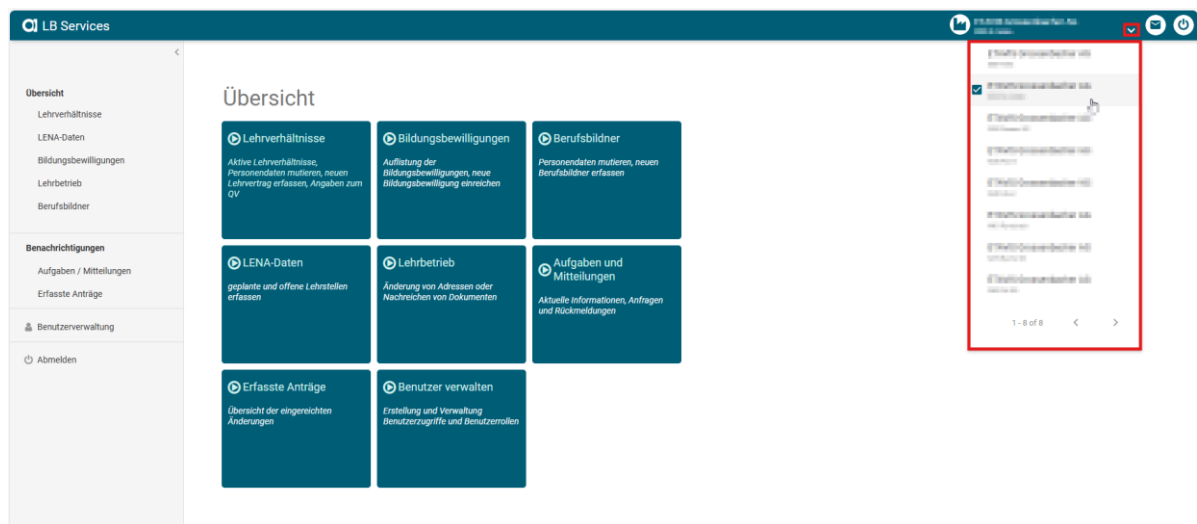 LB Services
Übersicht
Lehrverhältnisse
LENA-Daten
Bildungsbewilligungen
Lehrbetrieb
Berufsbildner
Benachrichtigungen
Aufgaben / Mitteilungen
Erfasste Anträge
Benutzerverwaltung
Abmelden
Übersicht
Lehrverhältnisse
Aktive Lehrverhältnisse,
Personendaten mutieren, neuen
Lehrvertrag erfassen, Angaben zum
QV
Bildungsbewilligungen
Auflistung der
Bildungsbewilligungen, neue
Bildungsbewilligung einreichen
Berufsbildner
Personendaten mutieren, neuen
Berufsbildner erfassen
LENA-Daten
geplante und offene Lehrstellen
erfassen
Lehrbetrieb
Änderung von Adressen oder
Nachreichen von Dokumenten
Aufgaben und
Mitteilungen
Aktuelle Informationen, Anfragen
und Rückmeldungen
Erfasste Anträge
Übersicht der eingereichten
Änderungen
Benutzer verwalten
Erstellung und Verwaltung
Benutzerzugriffe und Benutzerrollen
1 - 8 of 8